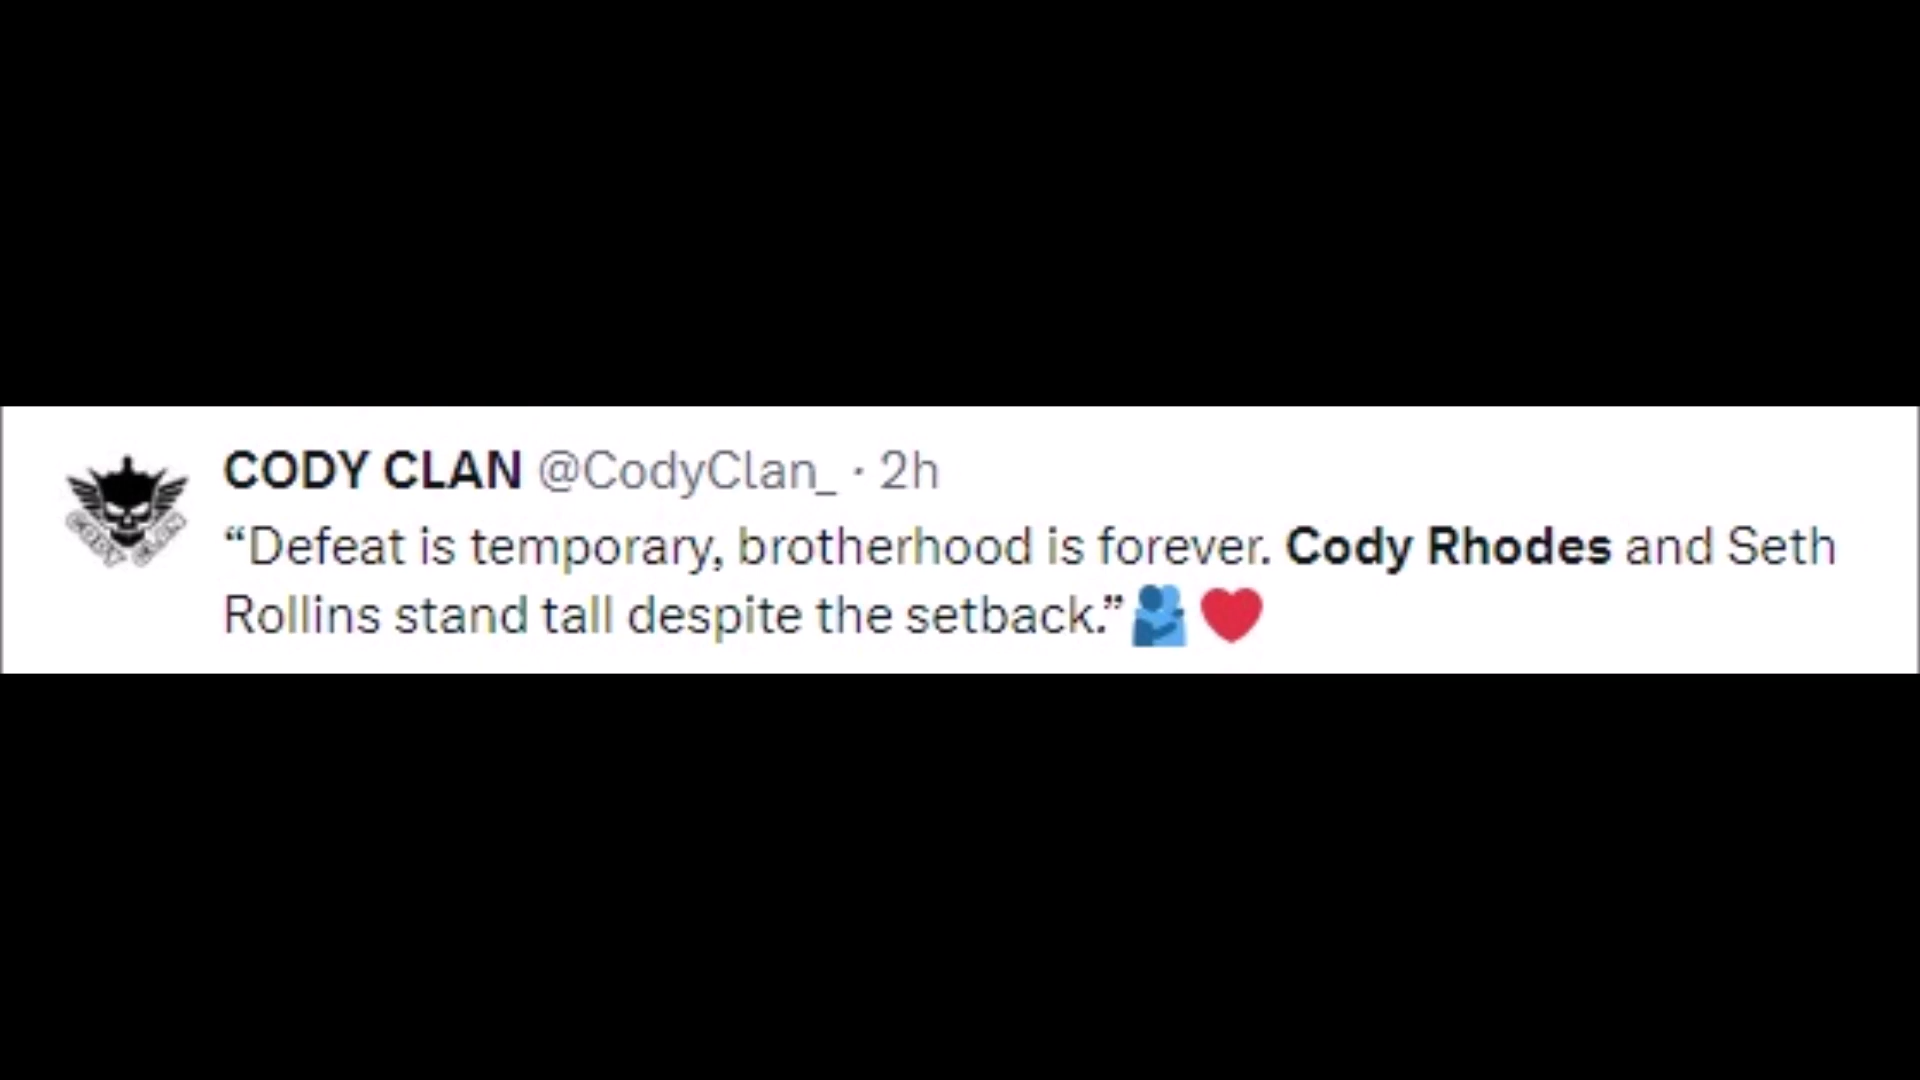 CODY CLAN @CodyClan_ · 2h
“Defeat is temporary, brotherhood is forever. Cody Rhodes and Seth
Rollins stand tall despite the setback.”🫂❤️